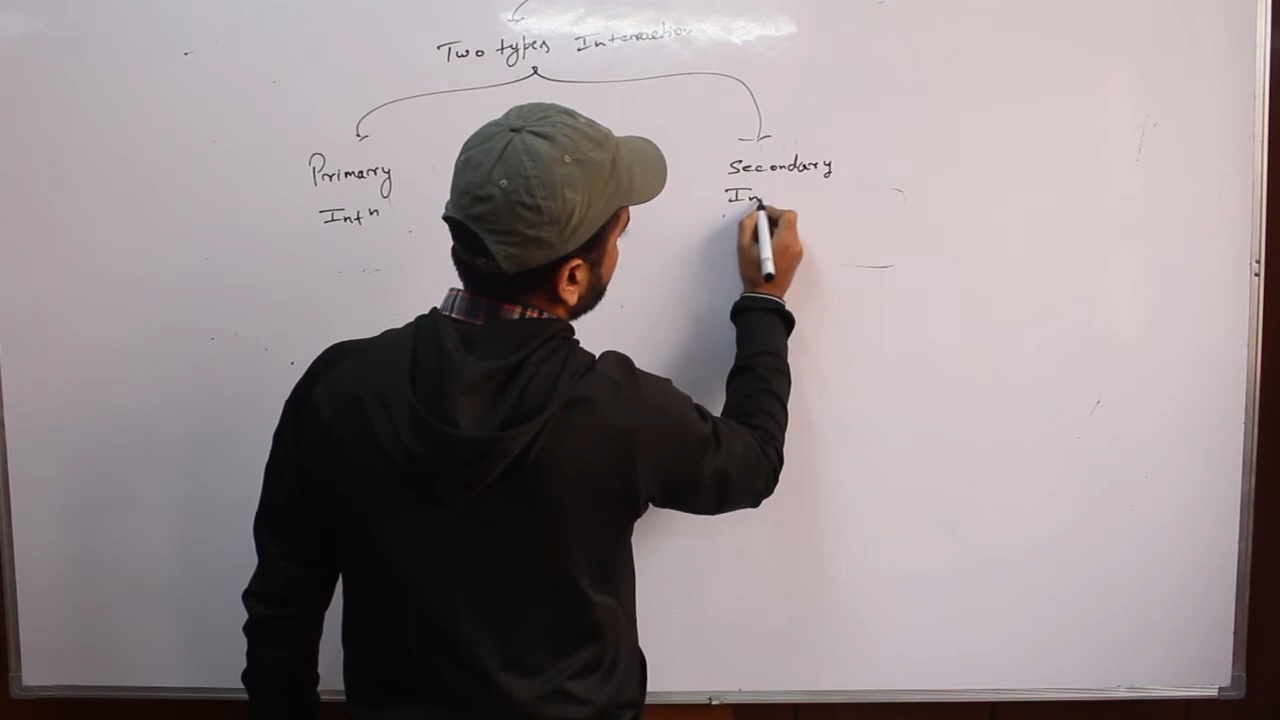 Two types Interaction
Primary
Intⁿ
Secondary
In